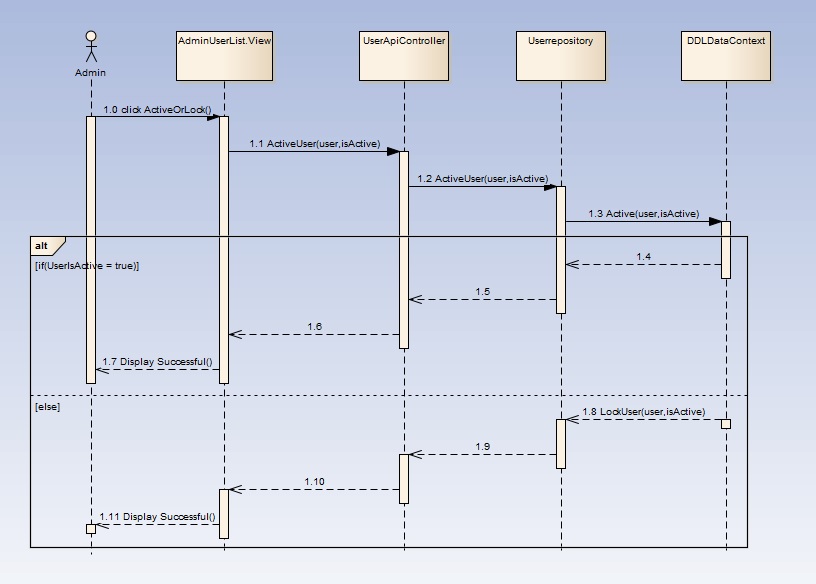 AdminUserList.View
UserApiController
Userrepository
DDLDataContext
Admin
1.0 click ActiveOrLock()
1.1 ActiveUser(user,isActive)
1.2 ActiveUser(user,isActive)
1.3 Active(user,isActive)
alt
[if(UserIsActive = true)]
1.4
1.5
1.6
1.7 Display Successful()
[else]
1.8 LockUser(user,isActive)
1.9
1.10
1.11 Display Successful()